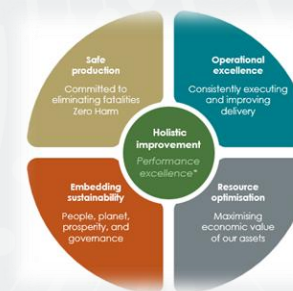 Safe
production
Committed to
eliminating fatalities
Zero Harm
Operational
excellence
Consistently executing
and improving
delivery
Holistic
improvement
Performance
excellence*
Embedding
sustainability
People, planet,
prosperity, and
governance
Resource
optimisation
Maximising
economic value
of our assets